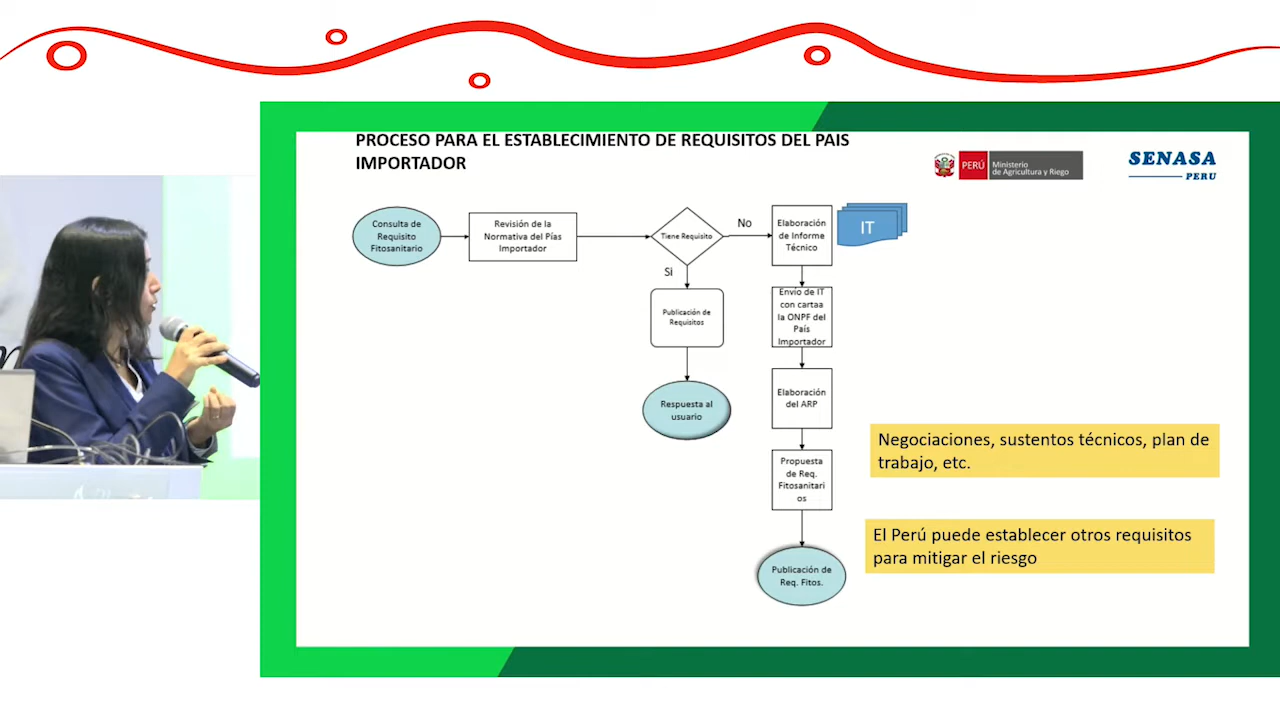 PROCESO PARA EL ESTABLECIMIENTO DE REQUISITOS DEL PAIS
IMPORTADOR
PERÚ
Ministerio
de Agricultura y Riego
SENASA
PERU
Consulta de
Requisito
Fitosanitario
Revisión de la
Normativa del Pías
Importador
Tiene Requisito
No
Si
Elaboración
de Informe
Técnico
IT
Publicación de
Requisitos
Respuesta al
usuario
Envío de IT
con cartaa
la ONPF del
País
Importador
Elaboración
del ARP
Propuesta
de Req.
Fitosanitari
os
Publicación de
Req. Fitos.
Negociaciones, sustentos técnicos, plan de
trabajo, etc.
El Perú puede establecer otros requisitos
para mitigar el riesgo